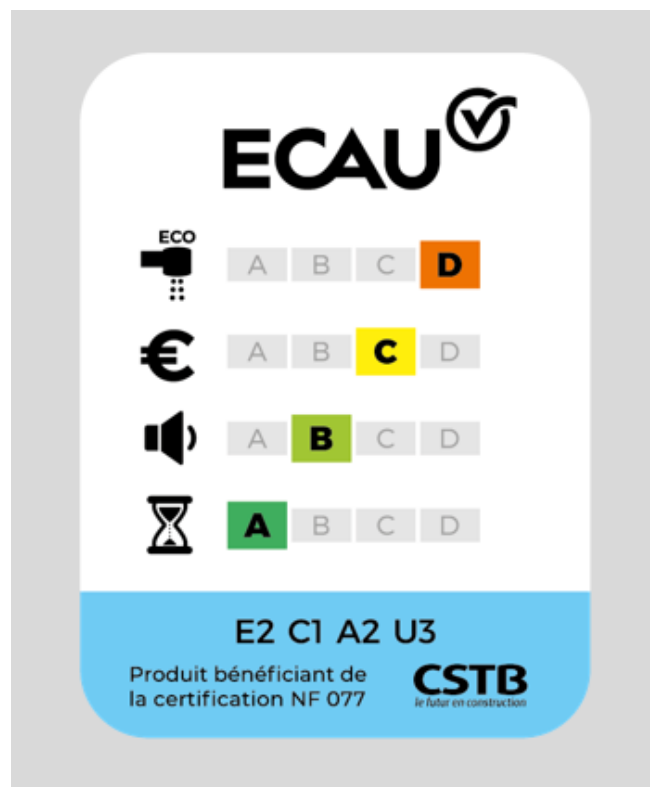 ECAU
ECO
A B C D
€ A B C D
A B C D
A B C D
E2 C1 A2 U3
Produit bénéficiant de
la certification NF 077
CSTB
le futur en construction